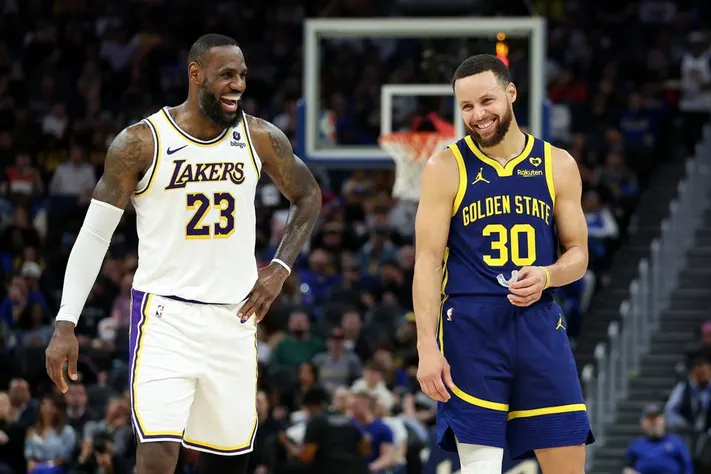 bibigo
LAKERS
23
Rakuten
GOLDEN STATE
30